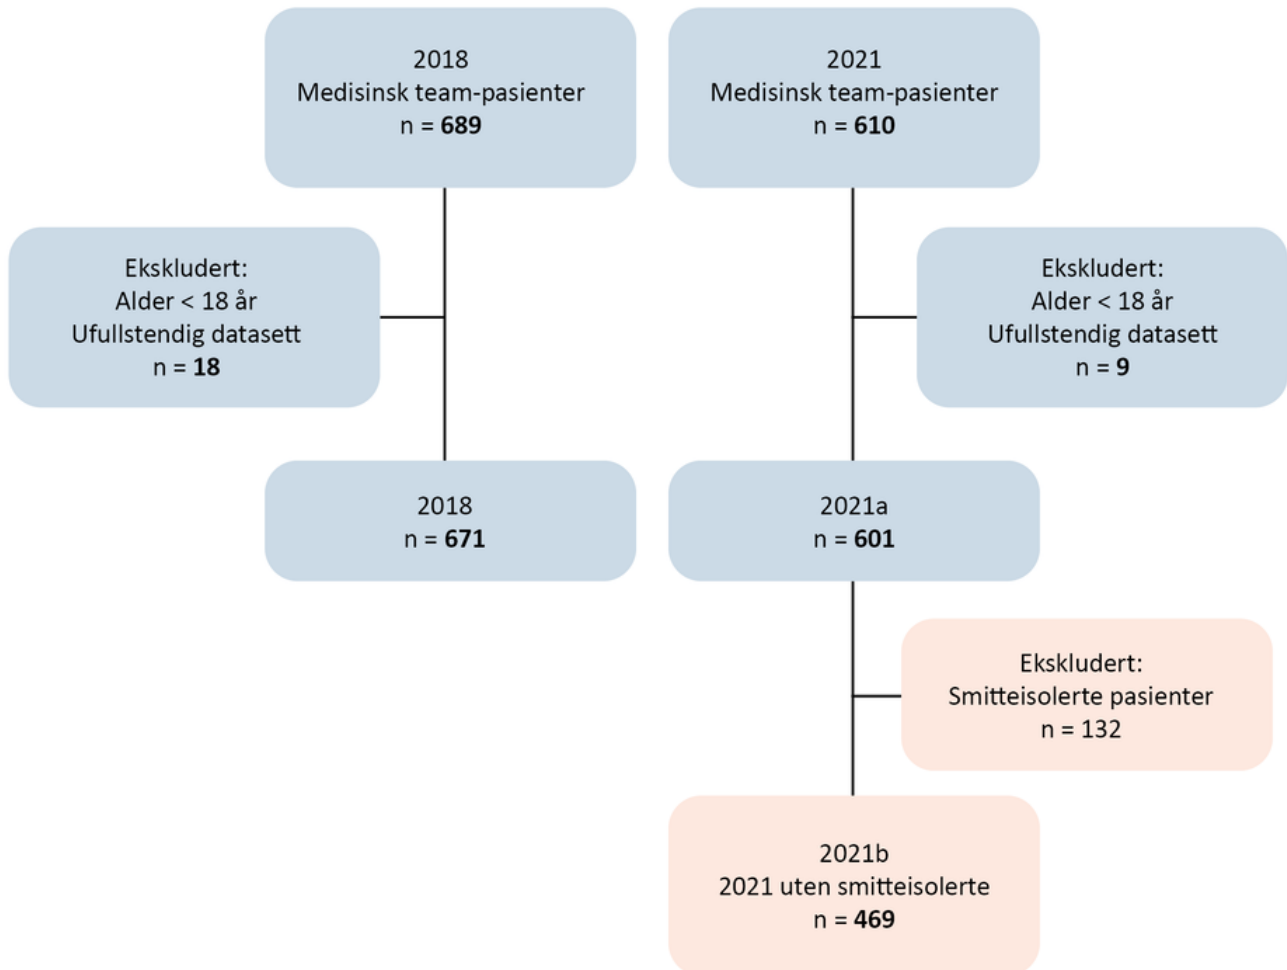 2018
Medisinsk team-pasienter
n = 689
2021
Medisinsk team-pasienter
n = 610
Ekskludert:
Alder < 18 år
Ufullstendig datasett
n = 18
Ekskludert:
Alder < 18 år
Ufullstendig datasett
n = 9
2018
n = 671
2021a
n = 601
Ekskludert:
Smitteisolerte pasienter
n = 132
2021b
2021 uten smitteisolerte
n = 469